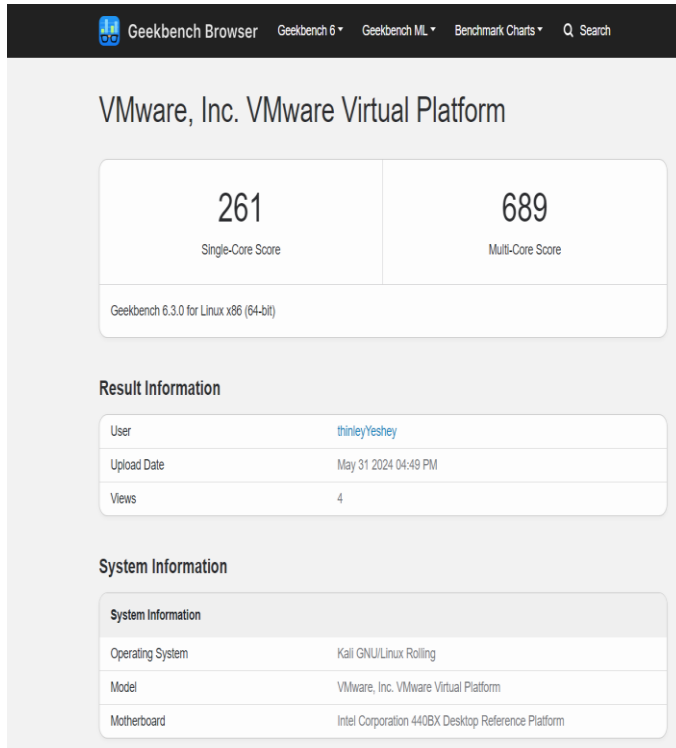 Geekbench Browser Geekbench 6 Geekbench ML Benchmark Charts Search
VMware, Inc. VMware Virtual Platform
261 689
Single-Core Score Multi-Core Score
Geekbench 6.3.0 for Linux x86 (64-bit)
Result Information
User thinleyYeshey
Upload Date May 31 2024 04:49 PM
Views 4
System Information
System Information
Operating System Kali GNU/Linux Rolling
Model VMware, Inc. VMware Virtual Platform
Motherboard Intel Corporation 440BX Desktop Reference Platform